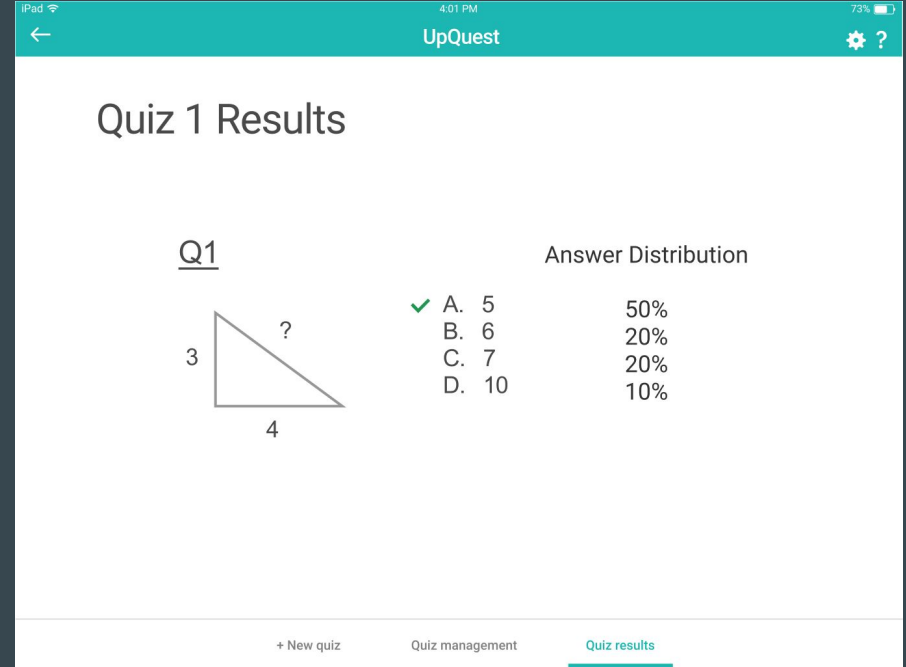 iPad 4:01 PM 73%
UpQuest
?
Quiz 1 Results
Q1 Answer Distribution
A. 5 50%
B. 6 20%
C. 7 20%
D. 10 10%
?
3
4
+ New quiz Quiz management Quiz results